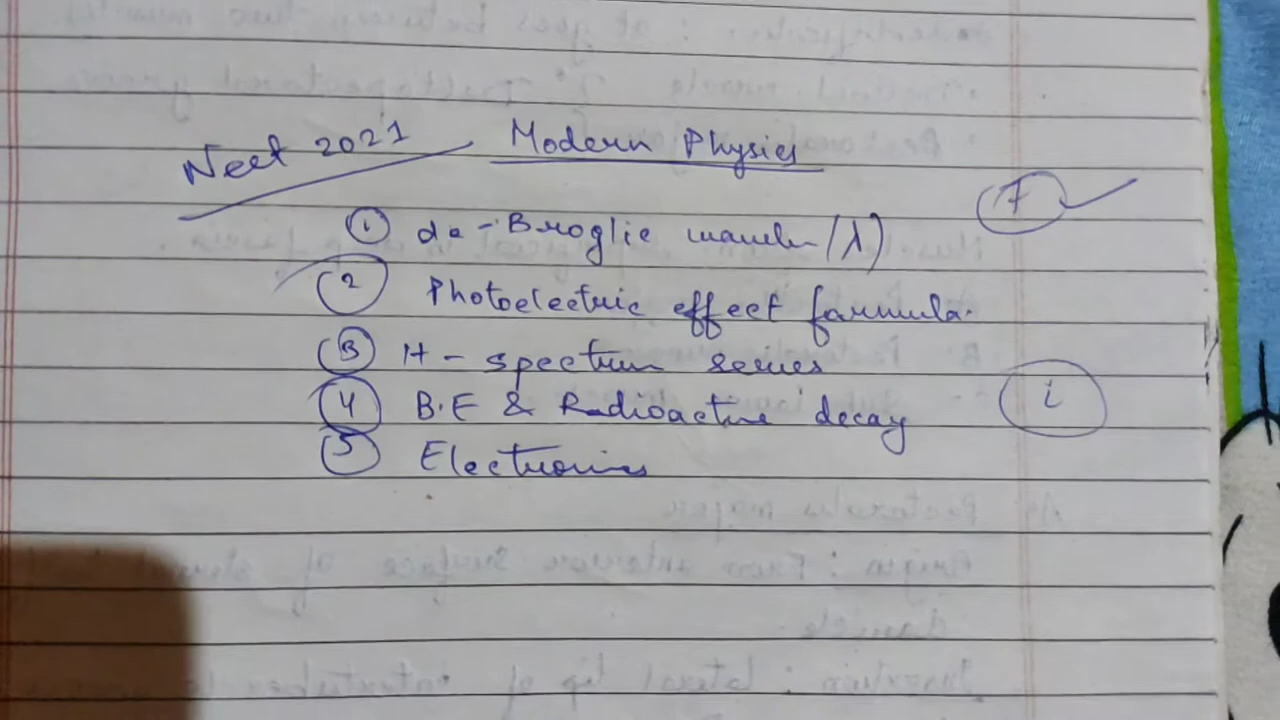 Neet 2021 Modern Physics
7
① de-Broglie wavelen (λ)
② Photoelectric effect formula.
③ H - spectrum series
④ B.E & Radioactive decay
i
⑤ Electronics